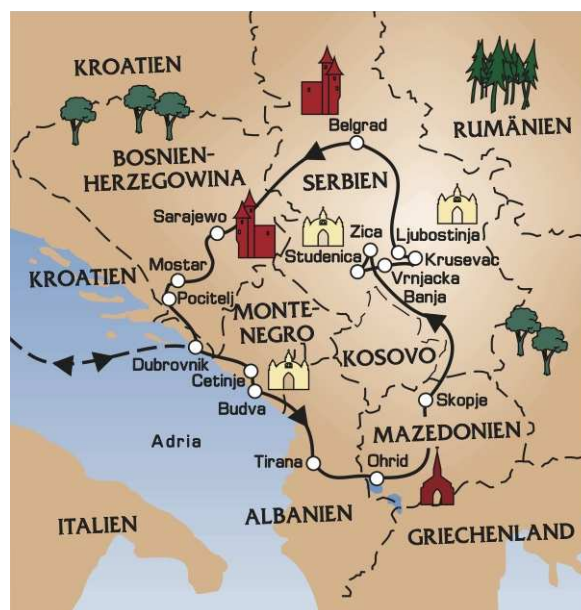 KROATIEN
RUMÄNIEN
Belgrad
BOSNIEN-
HERZEGOWINA
SERBIEN
Sarajewo
Zica
Ljubostinja
Studenica
Krusevac
Vrnjacka
Banja
Mostar
KROATIEN
Pocitelj
MONTE-
NEGRO
KOSOVO
Dubrovnik
Cetinje
Budva
Skopje
MAZEDONIEN
Adria
Tirana
Ohrid
ALBANIEN
ITALIEN
GRIECHENLAND